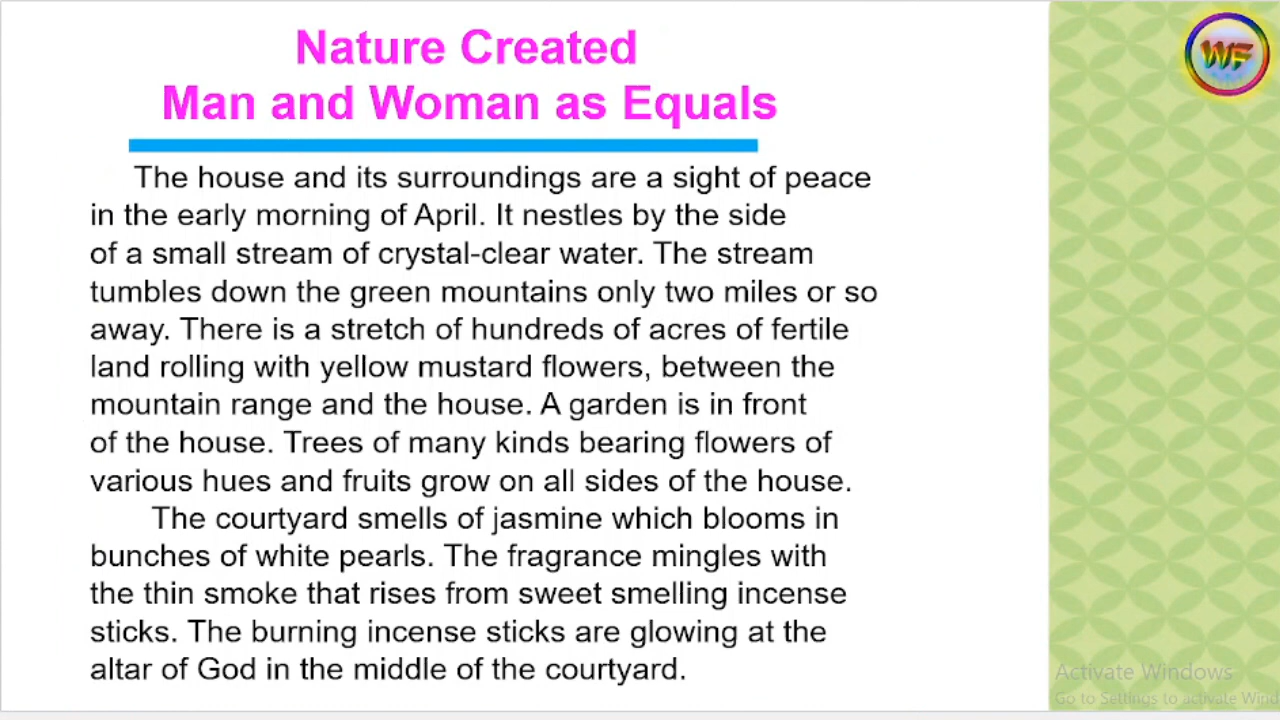 Nature Created
Man and Woman as Equals
WF
The house and its surroundings are a sight of peace
in the early morning of April. It nestles by the side
of a small stream of crystal-clear water. The stream
tumbles down the green mountains only two miles or so
away. There is a stretch of hundreds of acres of fertile
land rolling with yellow mustard flowers, between the
mountain range and the house. A garden is in front
of the house. Trees of many kinds bearing flowers of
various hues and fruits grow on all sides of the house.
The courtyard smells of jasmine which blooms in
bunches of white pearls. The fragrance mingles with
the thin smoke that rises from sweet smelling incense
sticks. The burning incense sticks are glowing at the
altar of God in the middle of the courtyard.
Activate Windows
Go to Settings to activate Wind